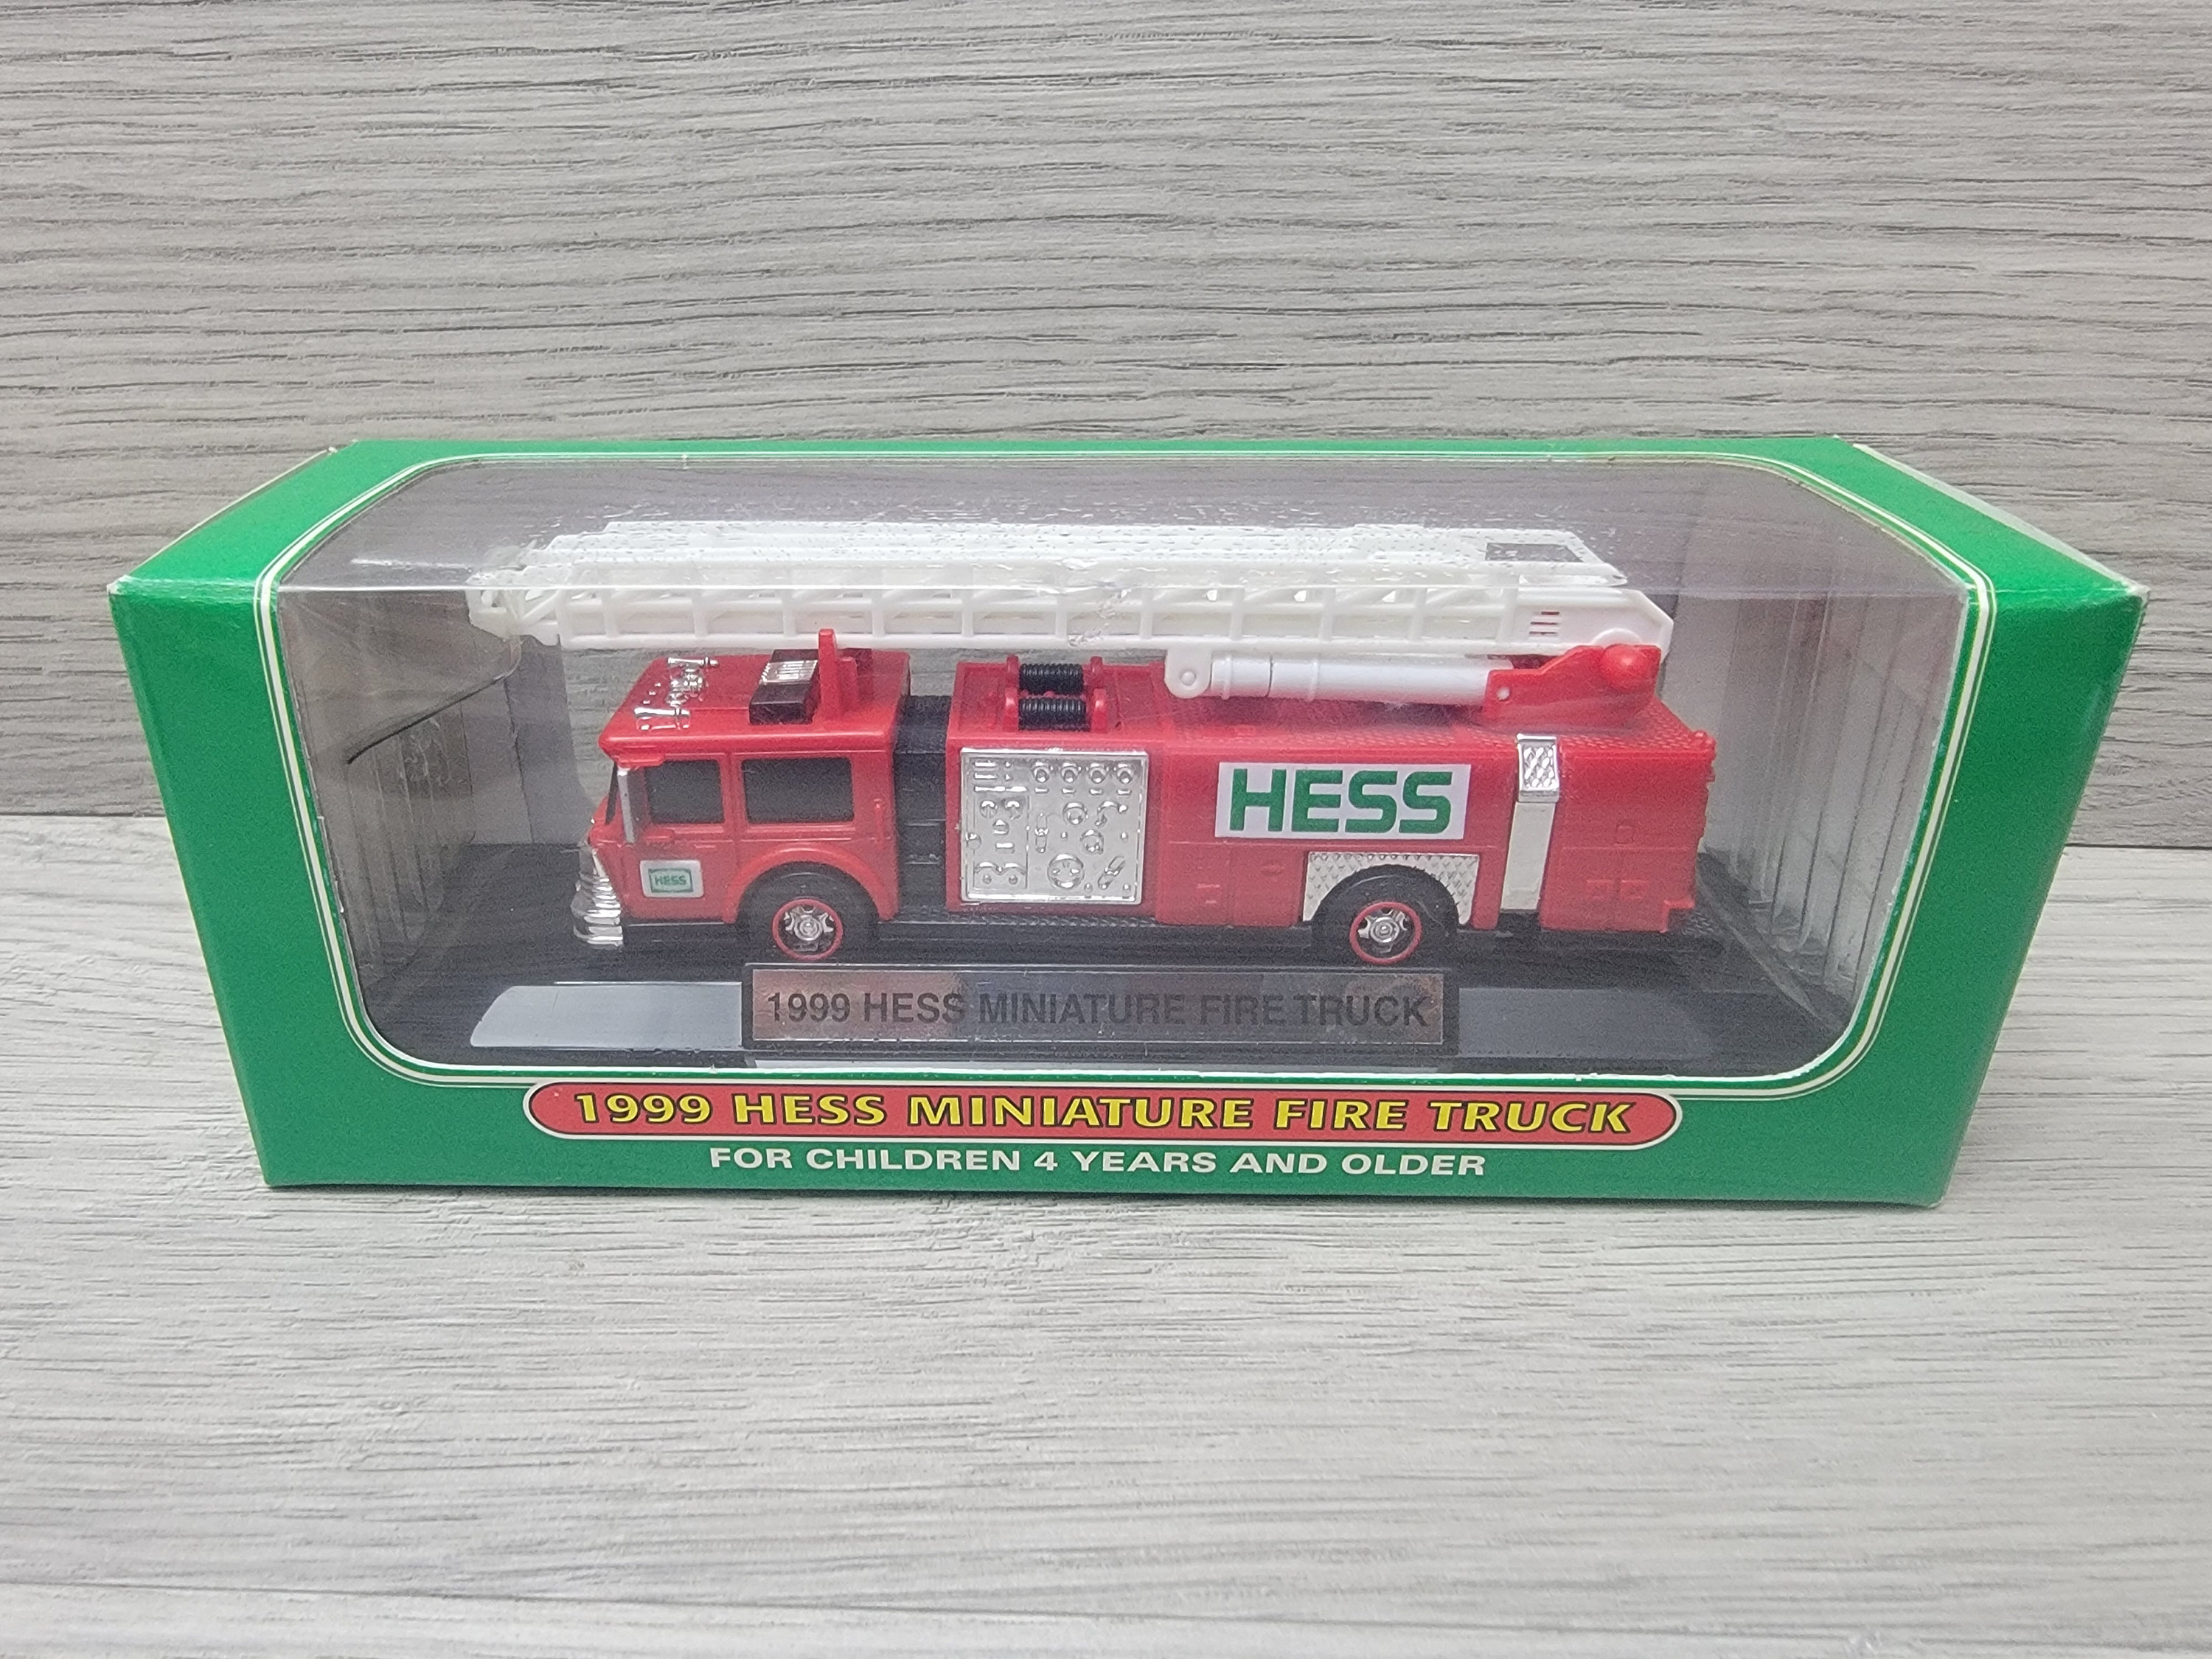 HESS
HESS
1999 HESS MINIATURE FIRE TRUCK
1999 HESS MINIATURE FIRE TRUCK
FOR CHILDREN 4 YEARS AND OLDER